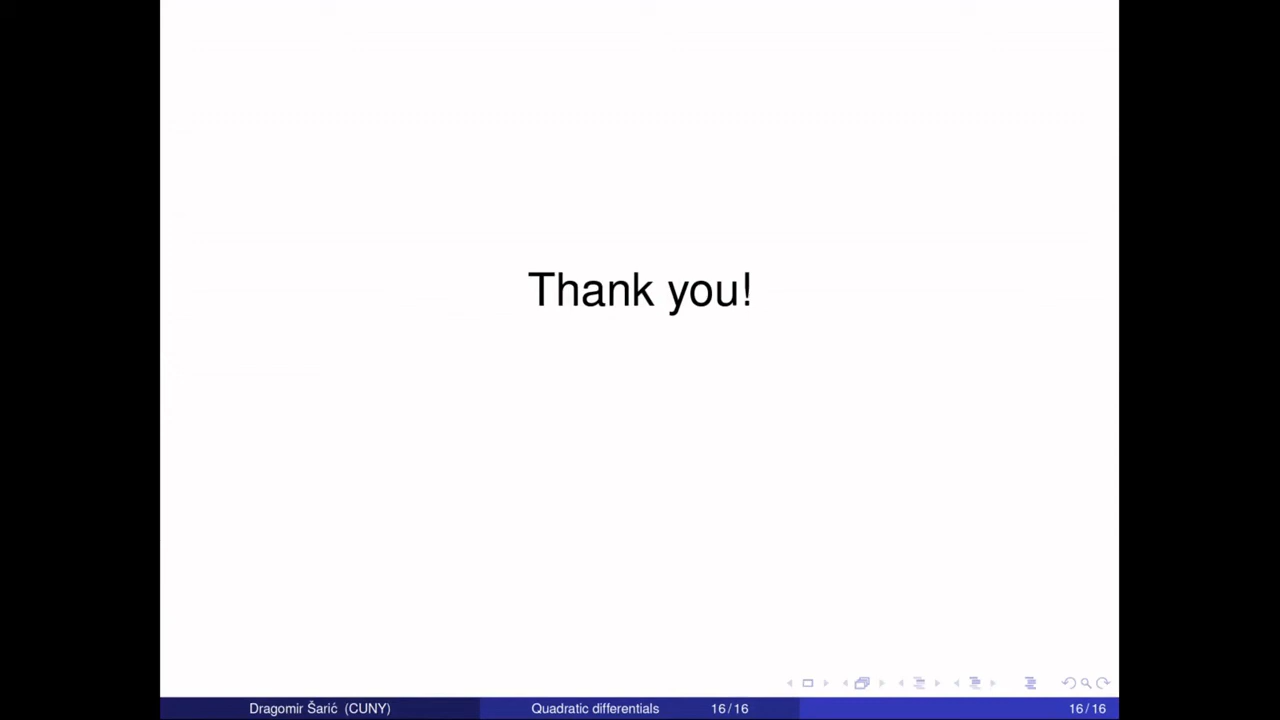 Thank you!
Dragomir Šarić (CUNY) Quadratic differentials 16 / 16 16 / 16